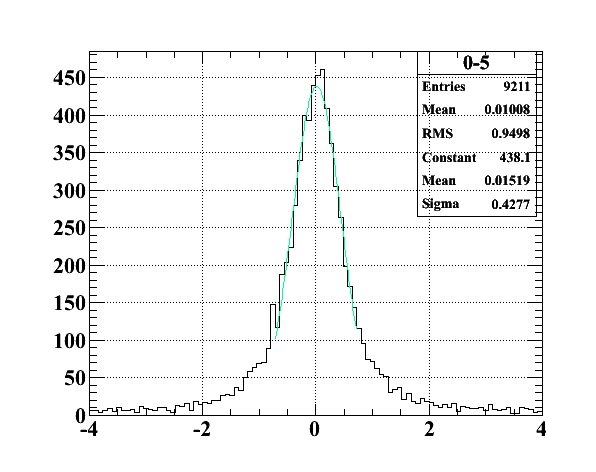 0-5
Entries 9211
Mean 0.01008
RMS 0.9498
Constant 438.1
Mean 0.01519
Sigma 0.4277
450
400
350
300
250
200
150
100
50
0
-4 -2 0 2 4